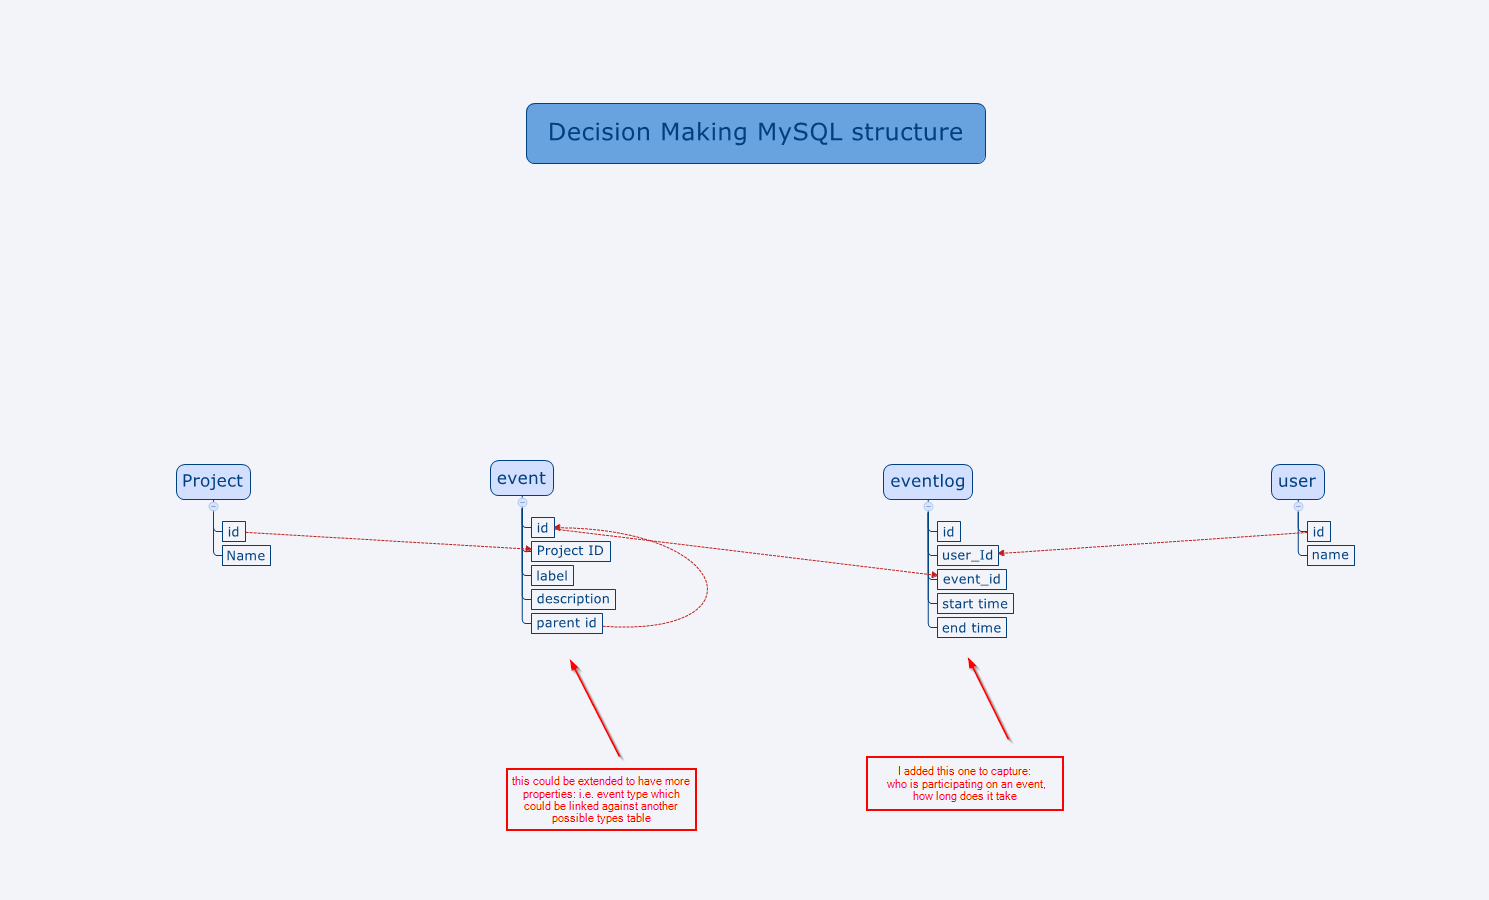 Decision Making MySQL structure
Project
id
Name
event
id
Project ID
label
description
parent id
eventlog
id
user_Id
event_id
start time
end time
user
id
name
this could be extended to have more
properties: i.e. event type which
could be linked against another
possible types table
I added this one to capture:
who is participating on an event,
how long does it take